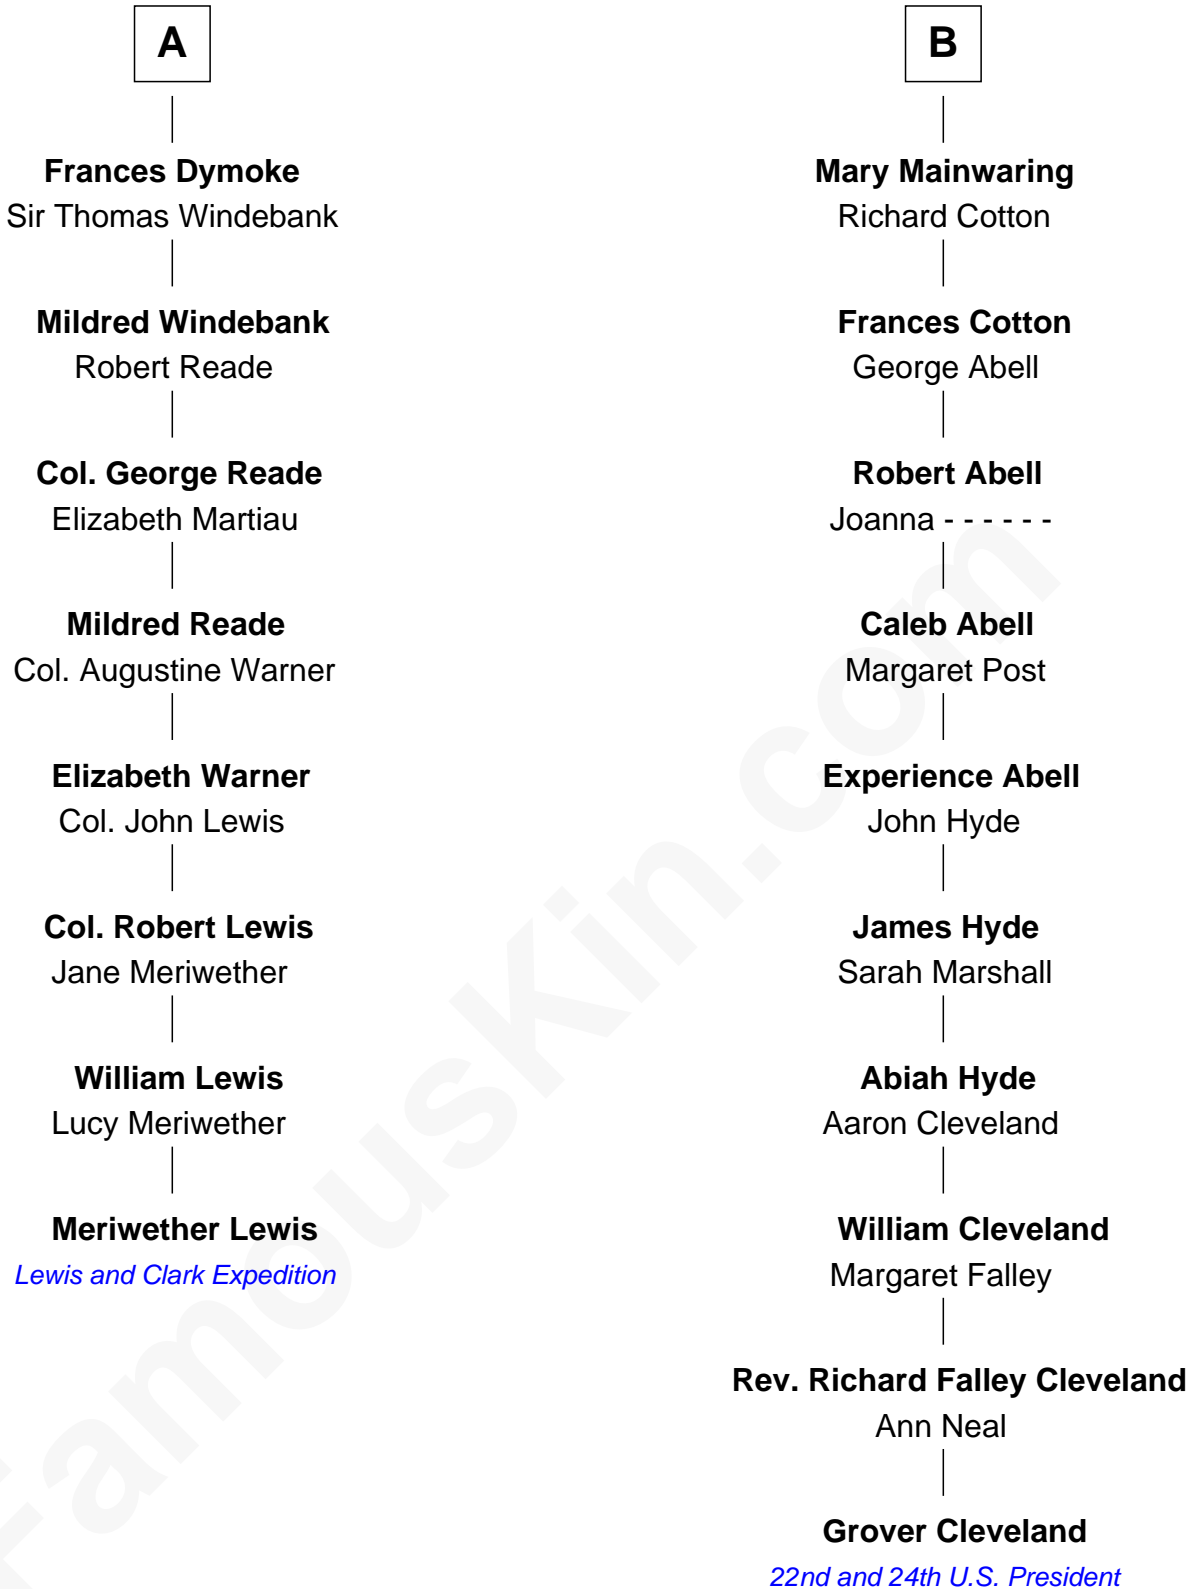 A
Frances Dymoke
Sir Thomas Windebank
Mildred Windebank
Robert Reade
Col. George Reade
Elizabeth Martiau
Mildred Reade
Col. Augustine Warner
Elizabeth Warner
Col. John Lewis
Col. Robert Lewis
Jane Meriwether
William Lewis
Lucy Meriwether
Meriwether Lewis
Lewis and Clark Expedition
B
Mary Mainwaring
Richard Cotton
Frances Cotton
George Abell
Robert Abell
Joanna - - - - - -
Caleb Abell
Margaret Post
Experience Abell
John Hyde
James Hyde
Sarah Marshall
Abiah Hyde
Aaron Cleveland
William Cleveland
Margaret Falley
Rev. Richard Falley Cleveland
Ann Neal
Grover Cleveland
22nd and 24th U.S. President
FamousKin.com